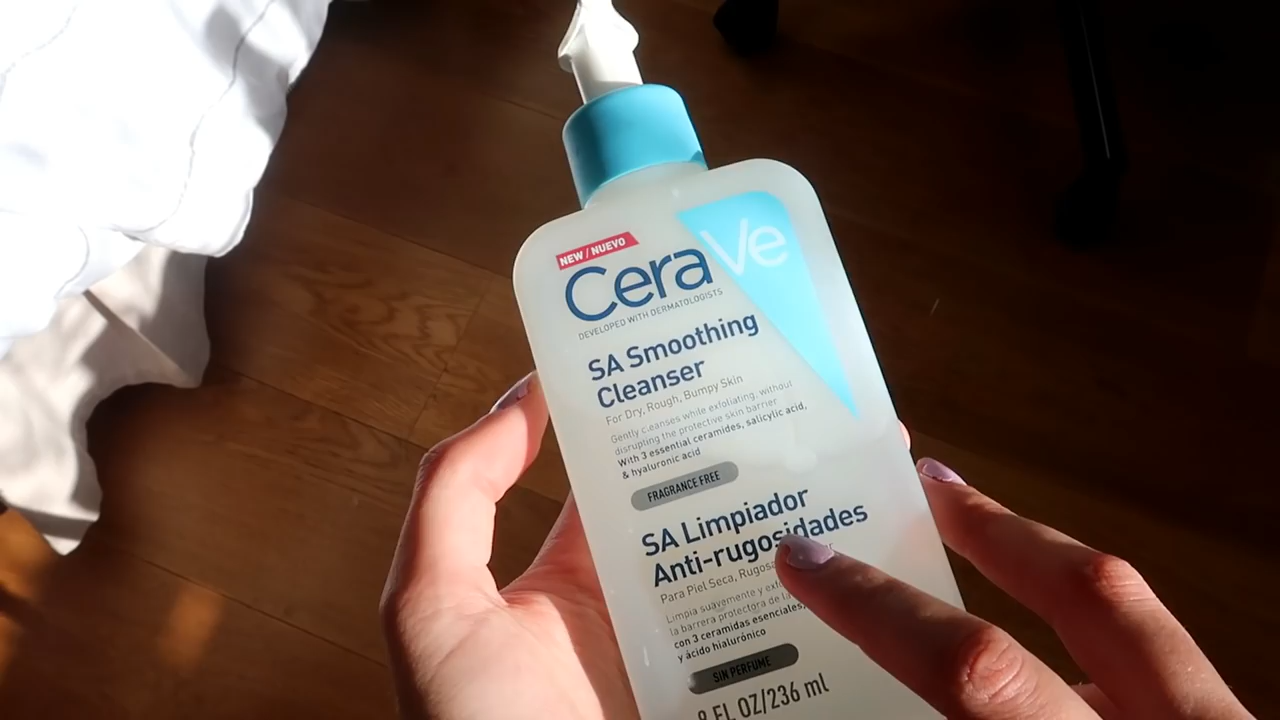 NEW / NUEVO
CeraVe
DEVELOPED WITH DERMATOLOGISTS
SA Smoothing
Cleanser
For Dry, Rough, Bumpy Skin
Gently cleanses while exfoliating, without
disrupting the protective skin barrier
With 3 essential ceramides, salicylic acid,
& hyaluronic acid
FRAGRANCE FREE
SA Limpiador
Anti-rugosidades
Para Piel Seca, Rugosa
Limpia suavemente y
la barrera protectora de la
con 3 ceramidas esenciales,
y ácido hialurónico
SIN PERFUME
8 FL OZ/236 ml